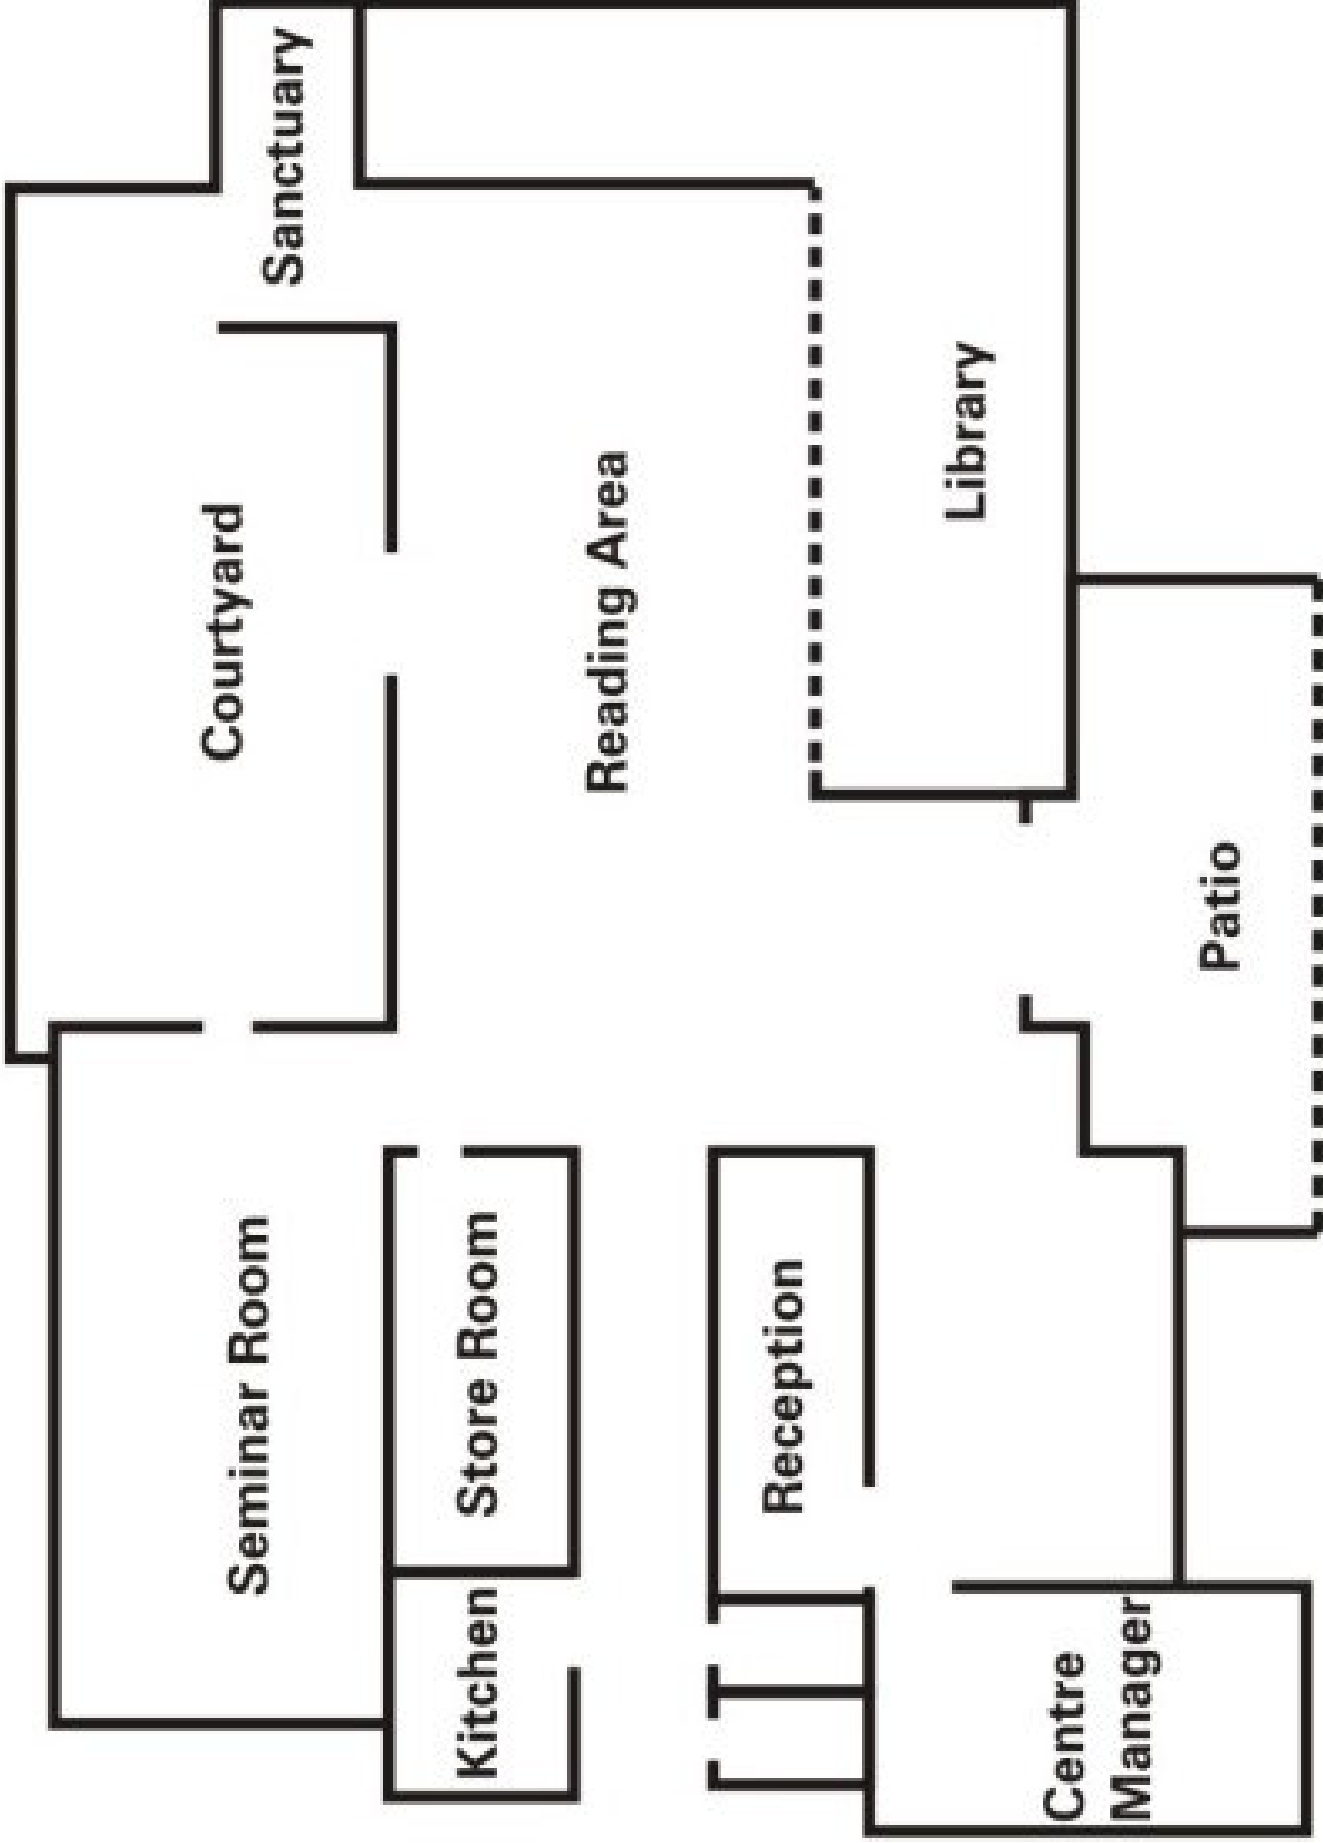 Sanctuary
Courtyard
Reading Area
Library
Patio
Seminar Room
Store Room
Reception
Kitchen
Centre
Manager